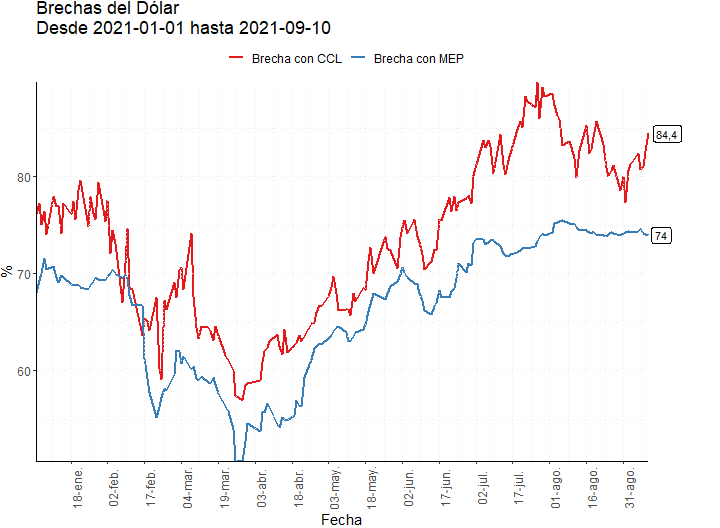 Brechas del Dólar
Desde 2021-01-01 hasta 2021-09-10
Brecha con CCL
Brecha con MEP
84,4
80
74
70
%
60
18-ene.
02-feb.
17-feb.
04-mar.
19-mar.
03-abr.
18-abr.
03-may.
18-may.
02-jun.
17-jun.
02-jul.
17-jul.
01-ago.
16-ago.
31-ago.
Fecha